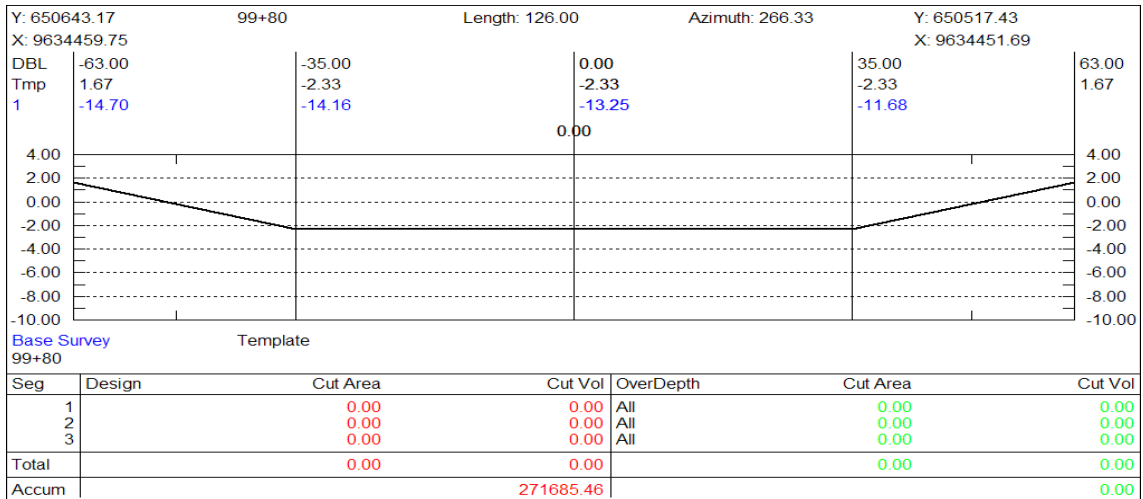 Y: 650643.17 99+80 Length: 126.00 Azimuth: 266.33 Y: 650517.43
X: 9634459.75 X: 9634451.69
DBL -63.00 -35.00 0.00 35.00 63.00
Tmp 1.67 -2.33 -2.33 -2.33 1.67
1 -14.70 -14.16 -13.25 -11.68
0.00
4.00 4.00
2.00 2.00
0.00 0.00
-2.00 -2.00
-4.00 -4.00
-6.00 -6.00
-8.00 -8.00
-10.00 -10.00
Base Survey Template
99+80
Seg Design Cut Area Cut Vol OverDepth Cut Area Cut Vol
1 0.00 0.00 All 0.00 0.00
2 0.00 0.00 All 0.00 0.00
3 0.00 0.00 All 0.00 0.00
Total 0.00 0.00 0.00 0.00
Accum 271685.46 0.00